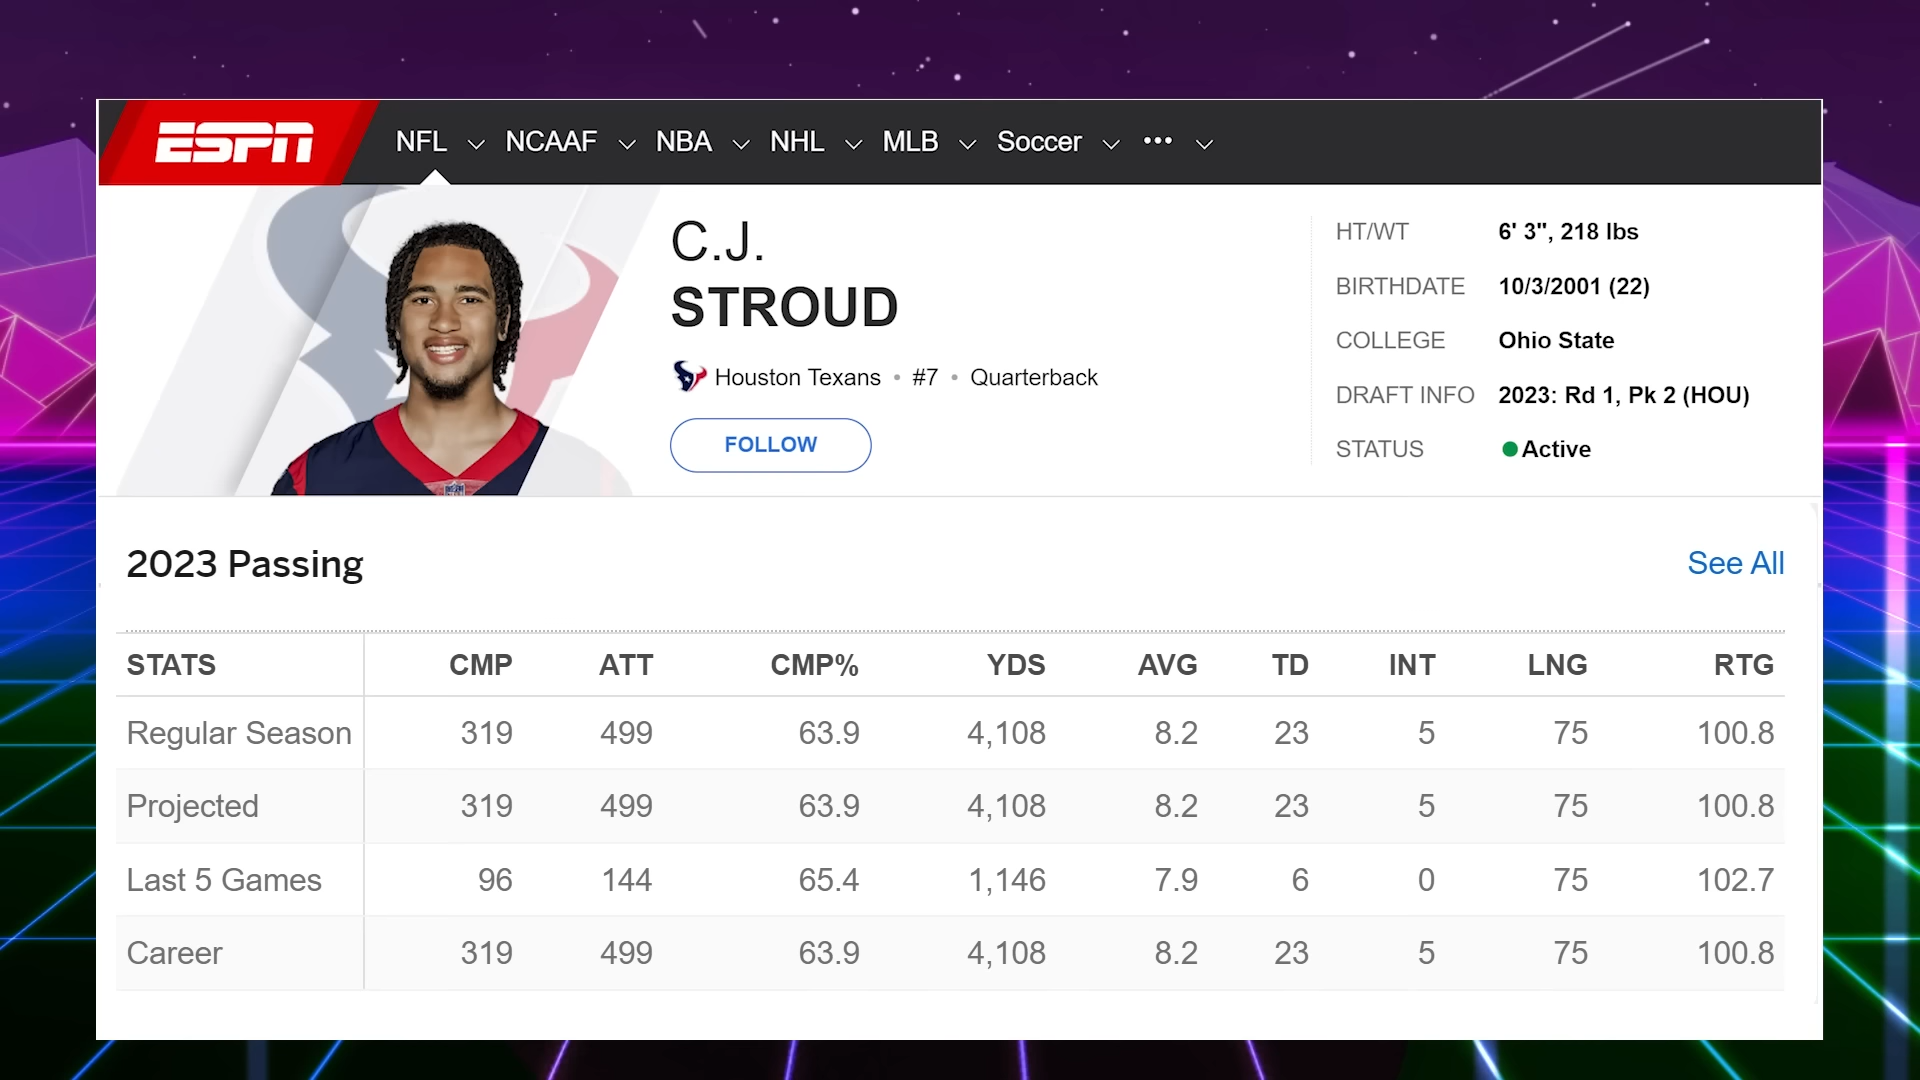 ESPN NFL NCAAF NBA NHL MLB Soccer •••
C.J.
STROUD
Houston Texans • #7 • Quarterback
FOLLOW
HT/WT 6' 3", 218 lbs
BIRTHDATE 10/3/2001 (22)
COLLEGE Ohio State
DRAFT INFO 2023: Rd 1, Pk 2 (HOU)
STATUS Active
2023 Passing See All
STATS CMP ATT CMP% YDS AVG TD INT LNG RTG
Regular Season 319 499 63.9 4,108 8.2 23 5 75 100.8
Projected 319 499 63.9 4,108 8.2 23 5 75 100.8
Last 5 Games 96 144 65.4 1,146 7.9 6 0 75 102.7
Career 319 499 63.9 4,108 8.2 23 5 75 100.8